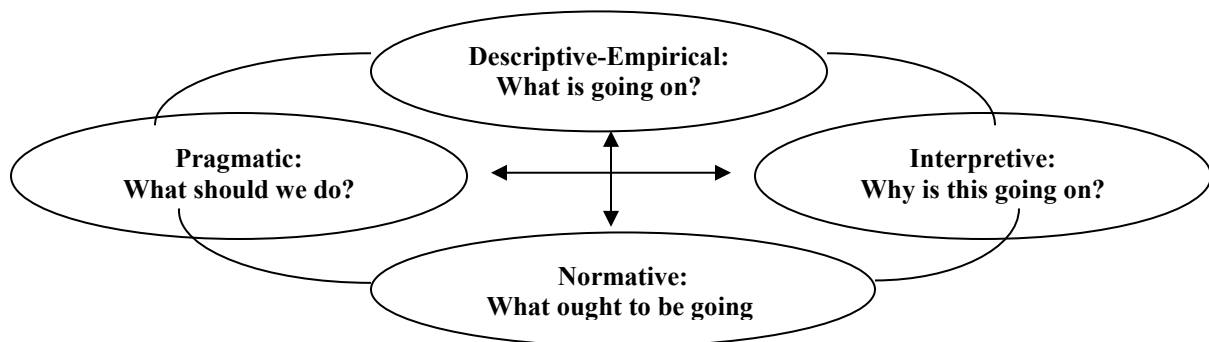 Descriptive-Empirical:
What is going on?
Pragmatic:
What should we do?
Interpretive:
Why is this going on?
Normative:
What ought to be going